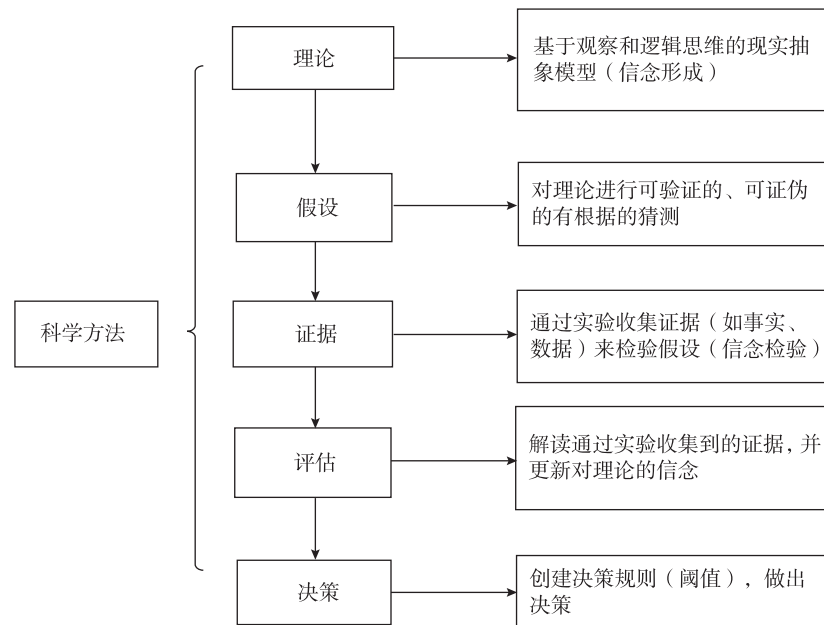 理论
基于观察和逻辑思维的现实抽
象模型（信念形成）
假设
对理论进行可验证的、可证伪
的有根据的猜测
科学方法
证据
通过实验收集证据（如事实、
数据）来检验假设（信念检验）
评估
解读通过实验收集到的证据，并
更新对理论的信念
决策
创建决策规则（阈值），做出
决策